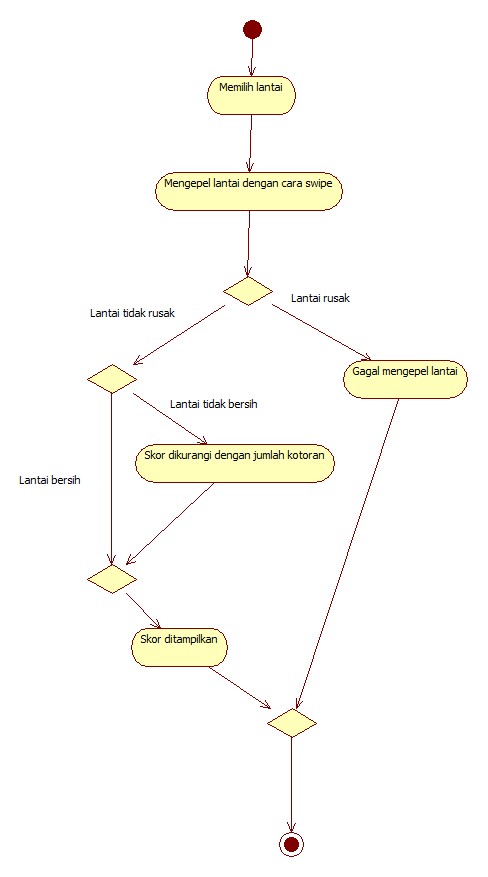 Memilih lantai
Mengepel lantai dengan cara swipe
Lantai rusak
Lantai tidak rusak
Gagal mengepel lantai
Lantai tidak bersih
Skor dikurangi dengan jumlah kotoran
Lantai bersih
Skor ditampilkan